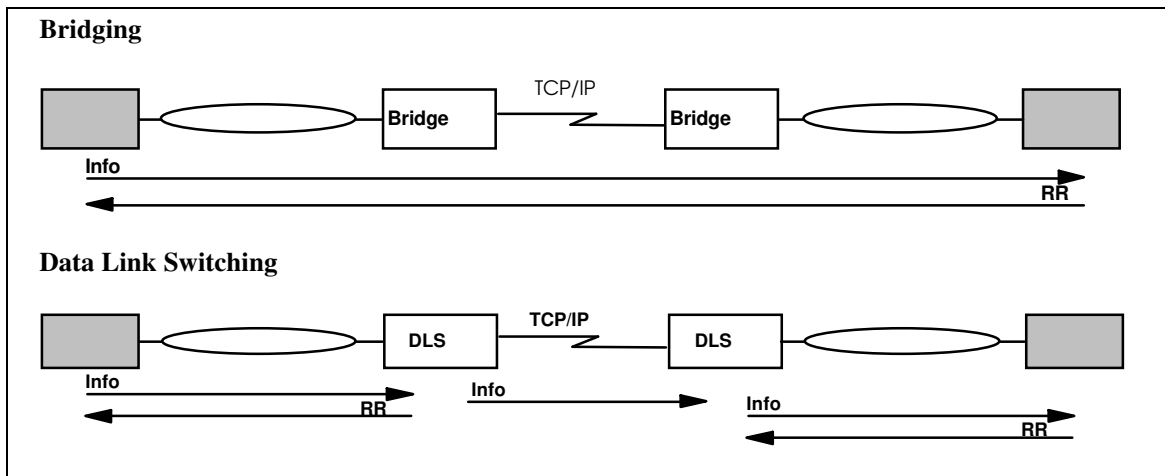 Bridging
TCP/IP
Bridge
Bridge
Info
RR
Data Link Switching
TCP/IP
DLS
DLS
Info
RR
Info
Info
RR